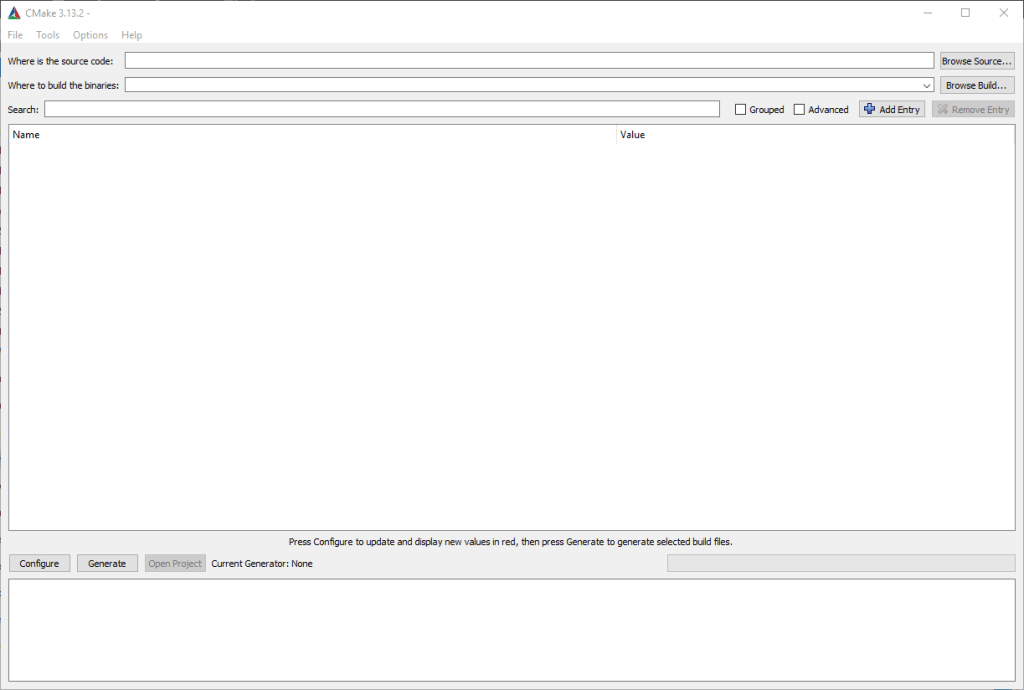 CMake 3.13.2 -
File Tools Options Help
Where is the source code: Browse Source...
Where to build the binaries: Browse Build...
Search: Grouped Advanced Add Entry Remove Entry
Name Value
Press Configure to update and display new values in red, then press Generate to generate selected build files.
Configure Generate Open Project Current Generator: None